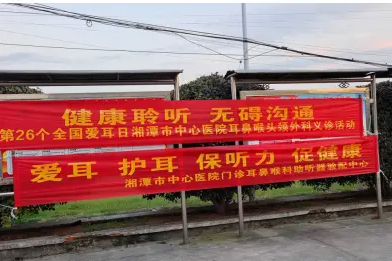 健康聆听 无碍沟通
第26个全国爱耳日湘潭市中心医院耳鼻喉头颈外科义诊活动
爱耳 护耳 保听力 促健康
湘潭市中心医院门诊耳鼻喉科助听器验配中心